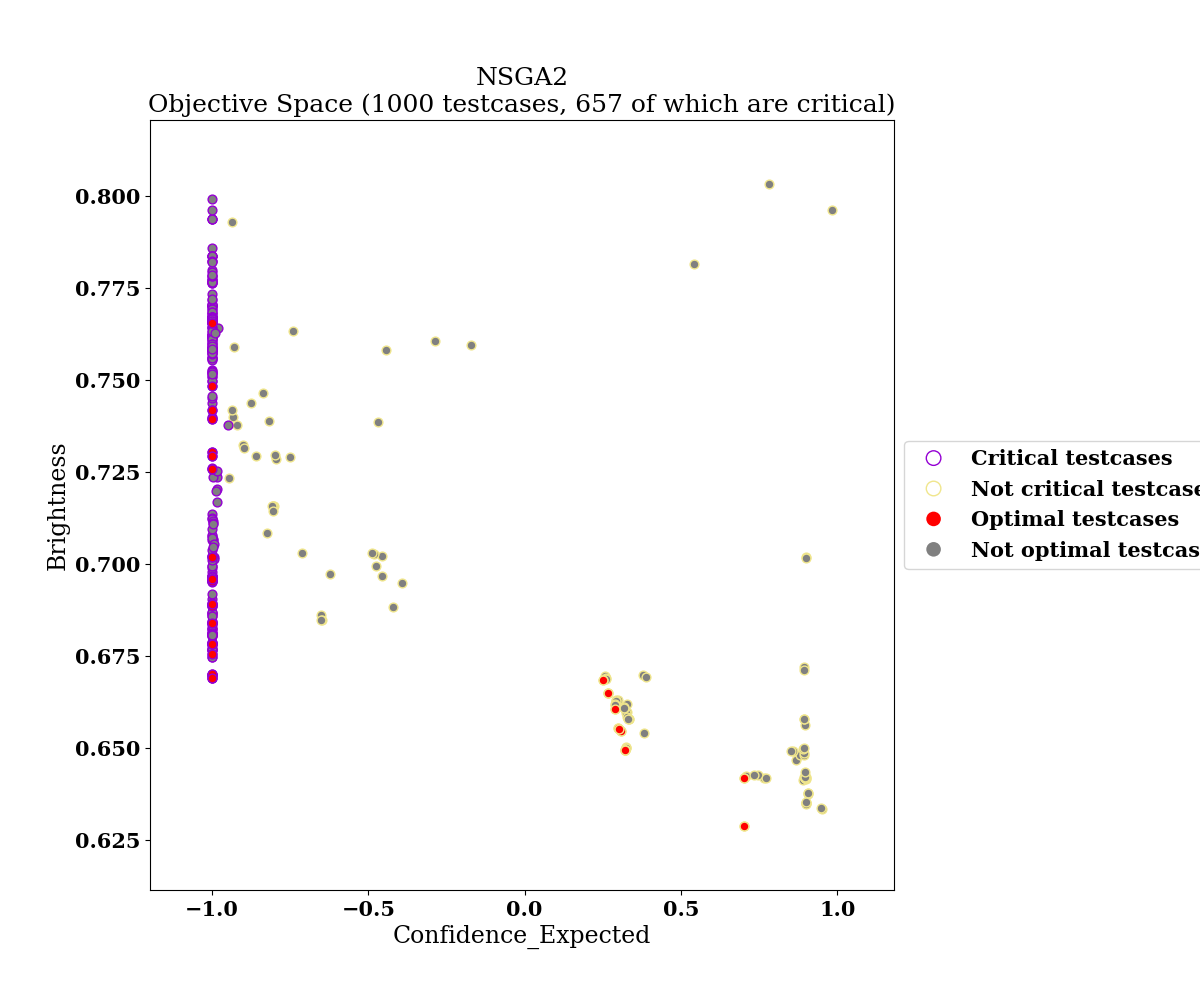 NSGA2
Objective Space (1000 testcases, 657 of which are critical)
0.800
0.775
0.750
0.725
0.700
0.675
0.650
0.625
Brightness
−1.0
−0.5
0.0
0.5
1.0
Confidence_Expected
Critical testcases
Not critical testcase
Optimal testcases
Not optimal testcas